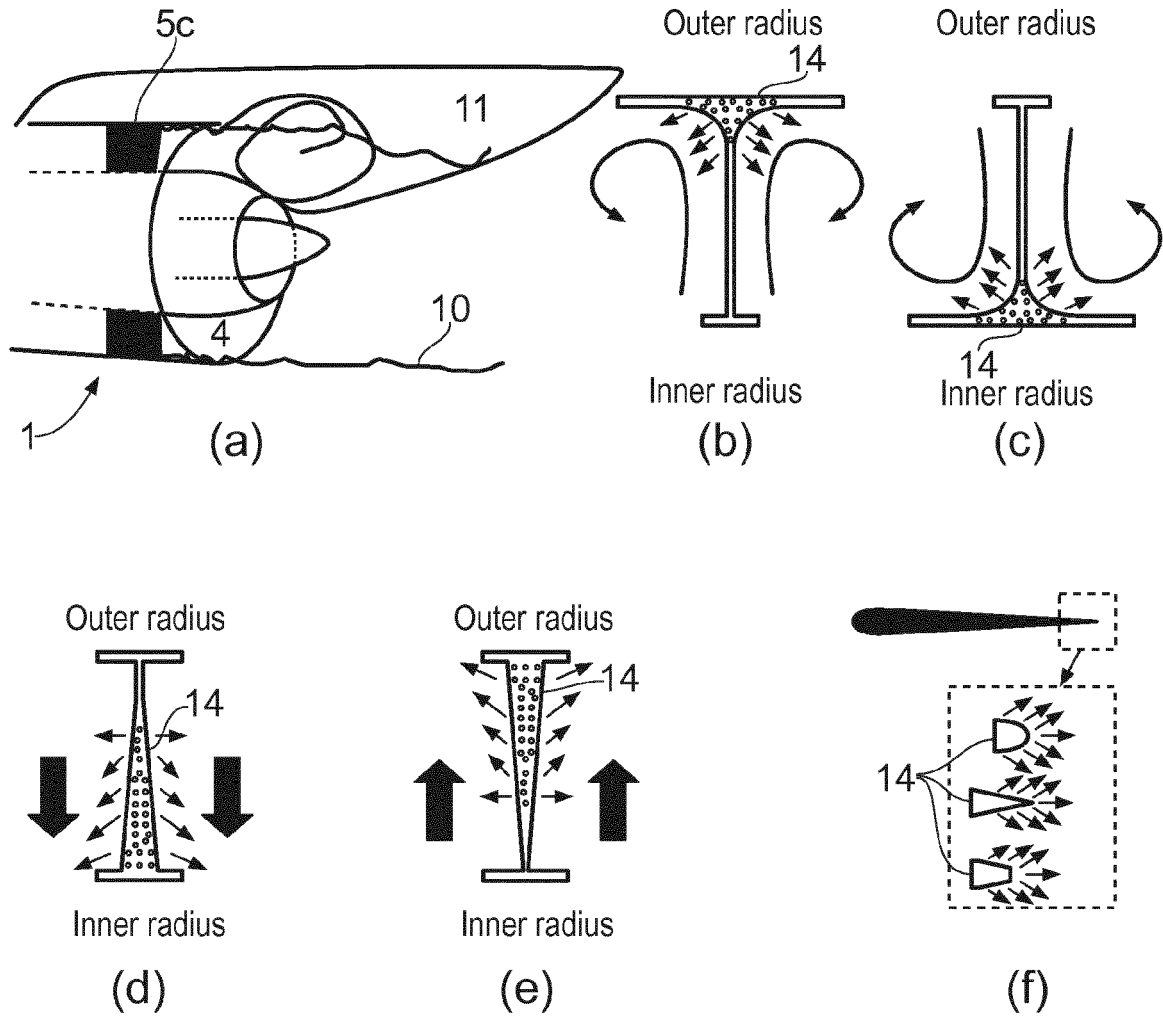 5c
11
4
10
1
(a)
Outer radius
14
Inner radius
(b)
Outer radius
14
Inner radius
(c)
Outer radius
14
Inner radius
(d)
Outer radius
14
Inner radius
(e)
14
(f)